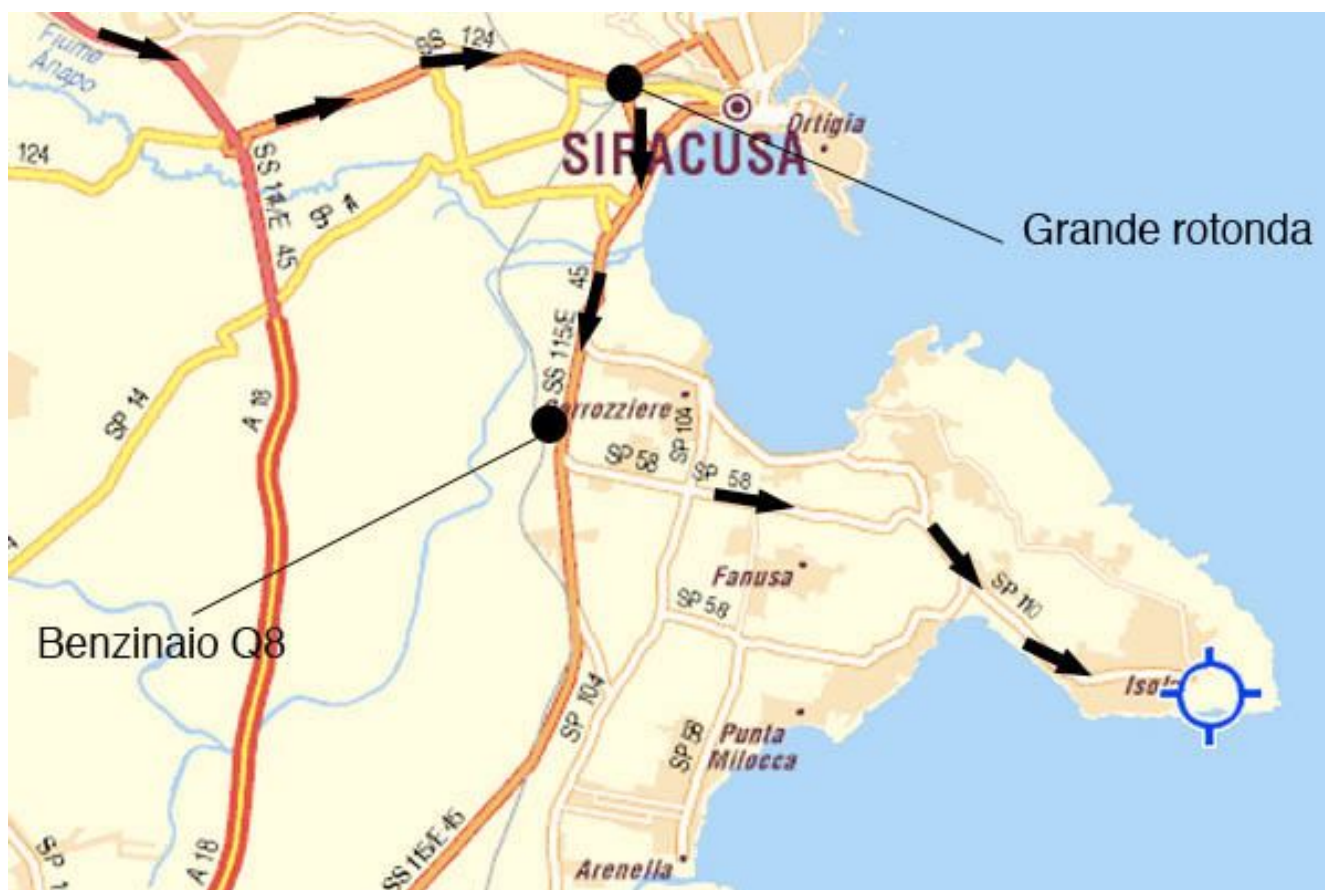 Fiume
Anapo
SS 124
124
SIRACUSA
Ortigia
Grande rotonda
SS 114/E 45
SP 14
A 18
SS 115/E 45
SP 104
SP 58
SP 58
Fanusa
SP 58
SP 110
Benzinaio Q8
SP 104
SP 58
Punta
Milocca
SS 115/E 45
A 18
Arenella